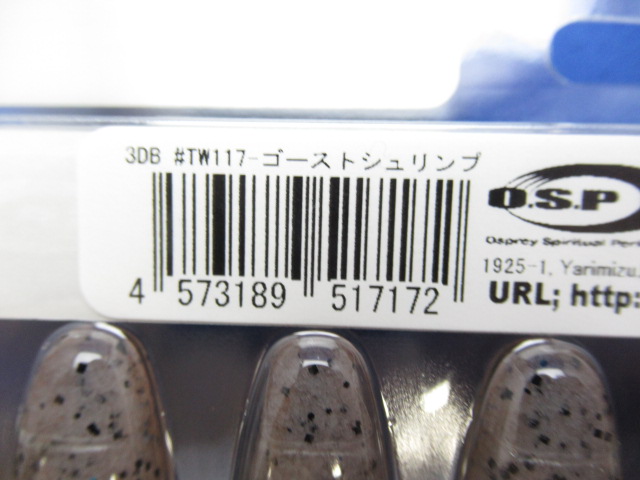 3DB #TW117-ゴーストシュリンプ
4 573189 517172
O.S.P
Osprey Spiritual
1925-1, Yarimizu,
URL; http: